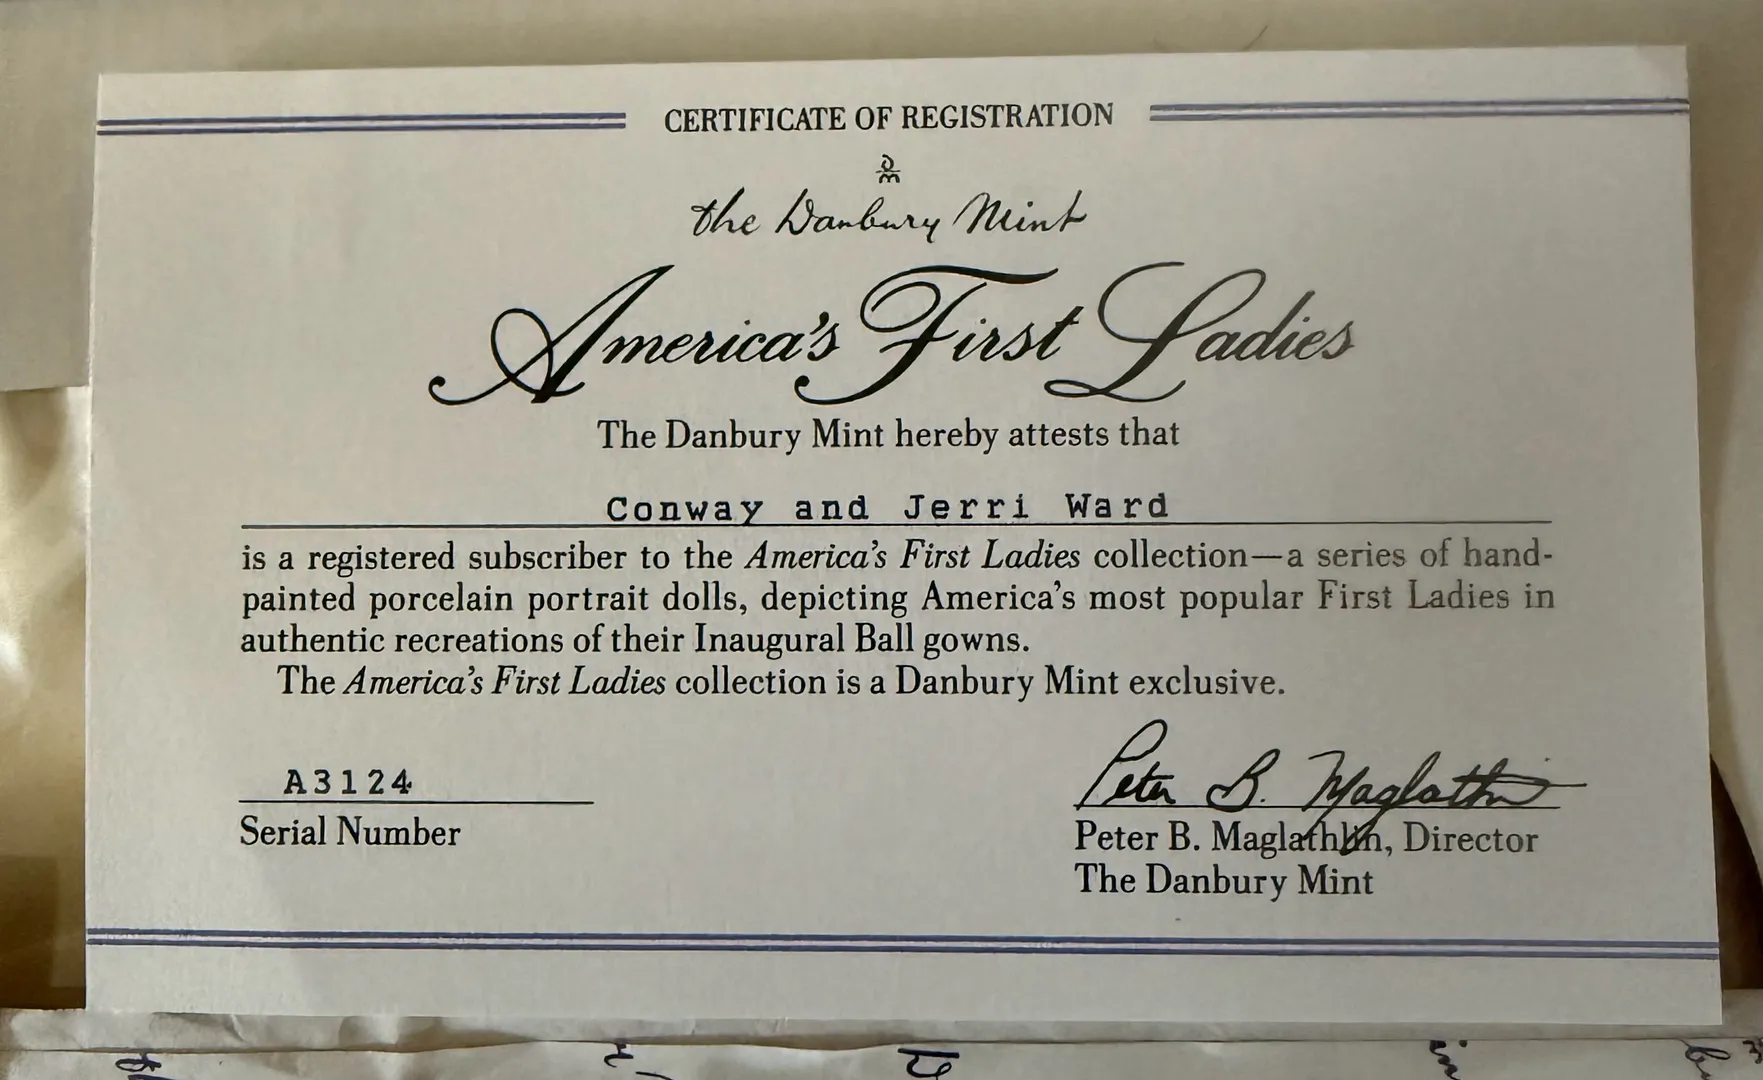 CERTIFICATE OF REGISTRATION
DM
the Danbury Mint
America's First Ladies
The Danbury Mint hereby attests that
Conway and Jerri Ward
is a registered subscriber to the America's First Ladies collection—a series of hand-
painted porcelain portrait dolls, depicting America's most popular First Ladies in
authentic recreations of their Inaugural Ball gowns.
The America's First Ladies collection is a Danbury Mint exclusive.
A3124
Serial Number
Peter B. Maglathlin
Peter B. Maglathlin, Director
The Danbury Mint